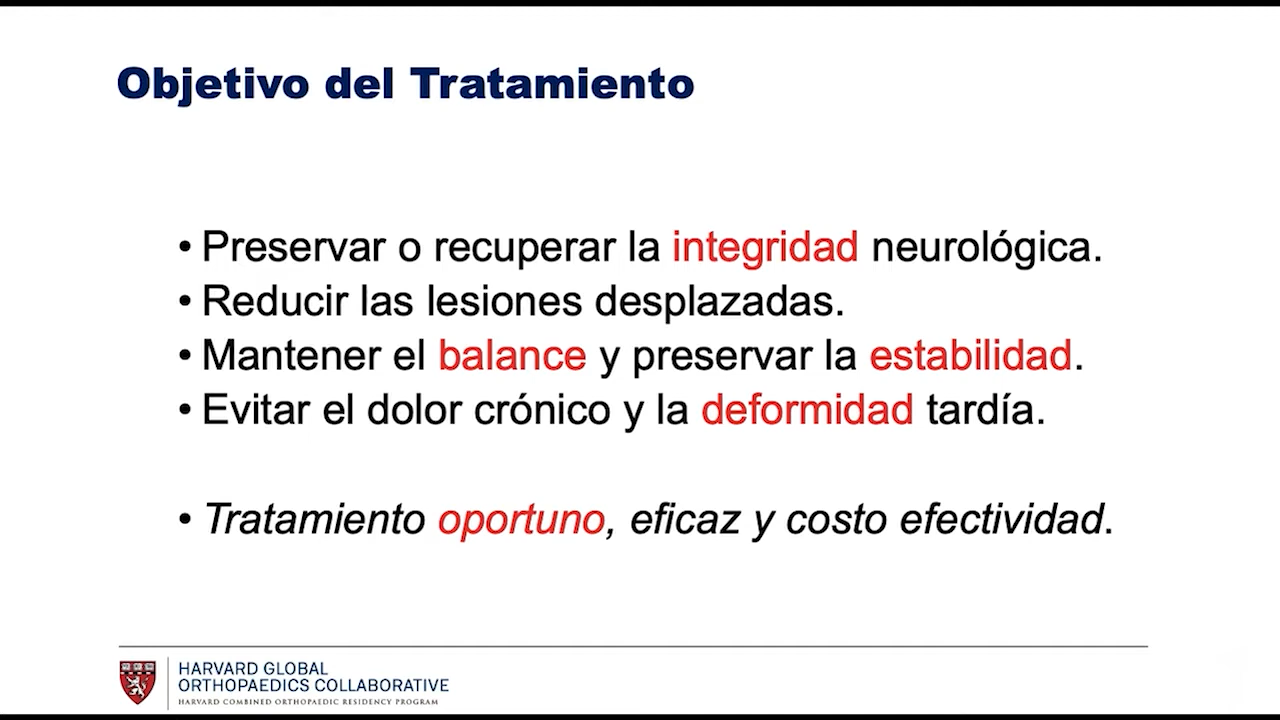 Objetivo del Tratamiento
• Preservar o recuperar la integridad neurológica.
• Reducir las lesiones desplazadas.
• Mantener el balance y preservar la estabilidad.
• Evitar el dolor crónico y la deformidad tardía.
• Tratamiento oportuno, eficaz y costo efectividad.
HARVARD GLOBAL
ORTHOPAEDICS COLLABORATIVE
HARVARD COMBINED ORTHOPAEDIC RESIDENCY PROGRAM